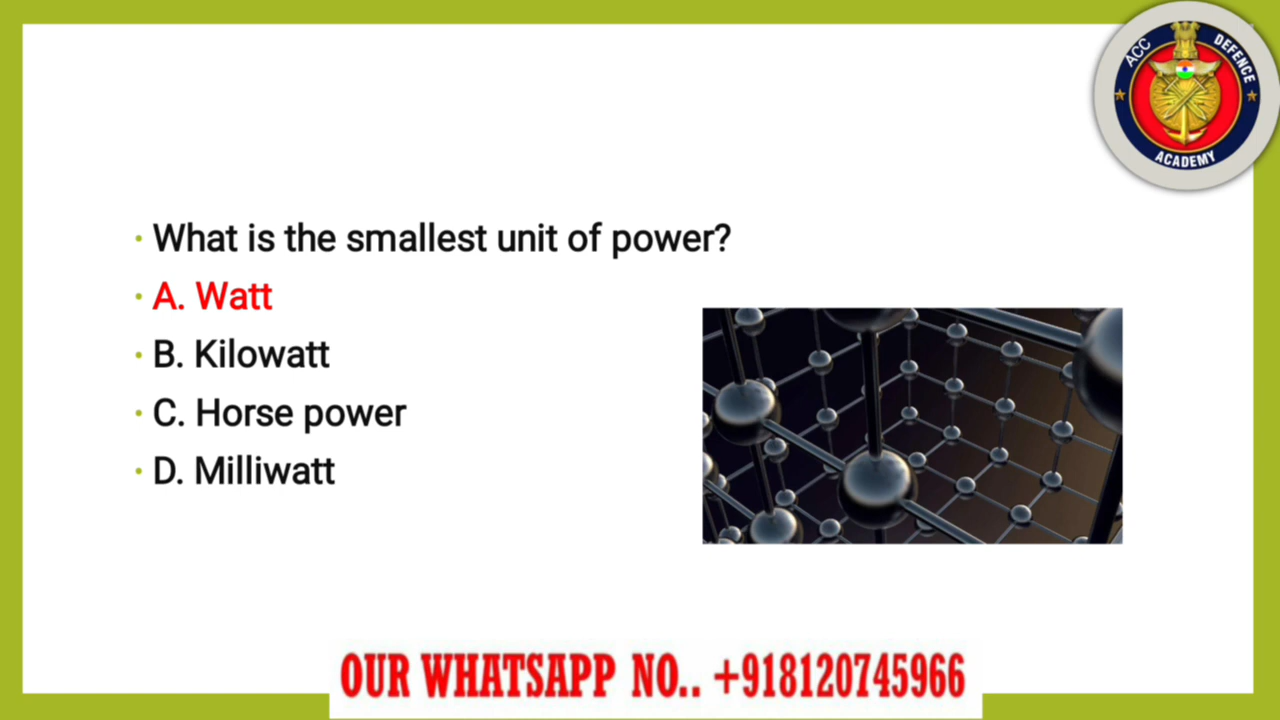 ACC DEFENCE
ACADEMY
• What is the smallest unit of power?
• A. Watt
• B. Kilowatt
• C. Horse power
• D. Milliwatt
OUR WHATSAPP NO.. +918120745966